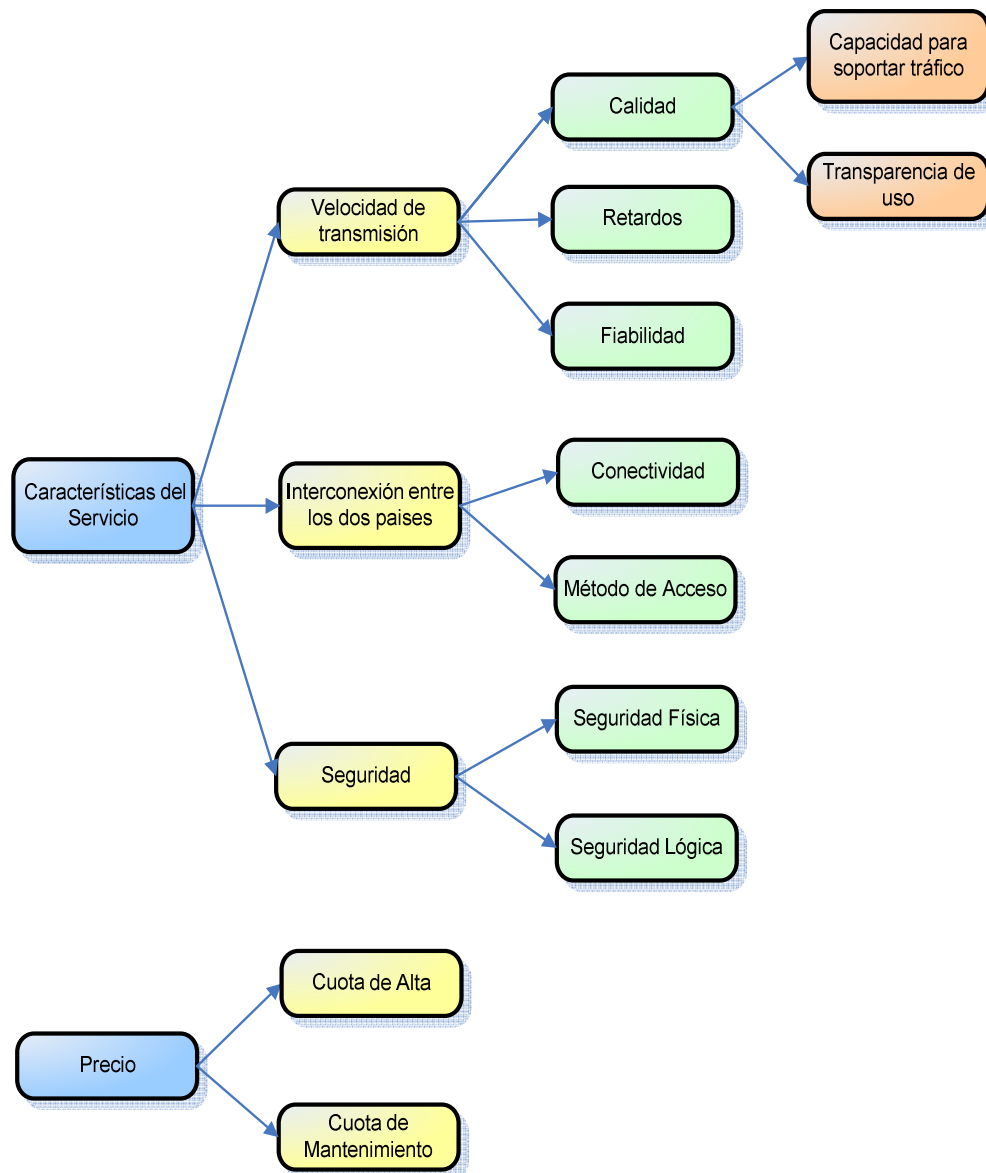 Capacidad para
soportar tráfico
Calidad
Transparencia de
uso
Velocidad de
transmisión
Retardos
Fiabilidad
Características del
Servicio
Interconexión entre
los dos paises
Conectividad
Método de Acceso
Seguridad Física
Seguridad
Seguridad Lógica
Cuota de Alta
Precio
Cuota de
Mantenimiento